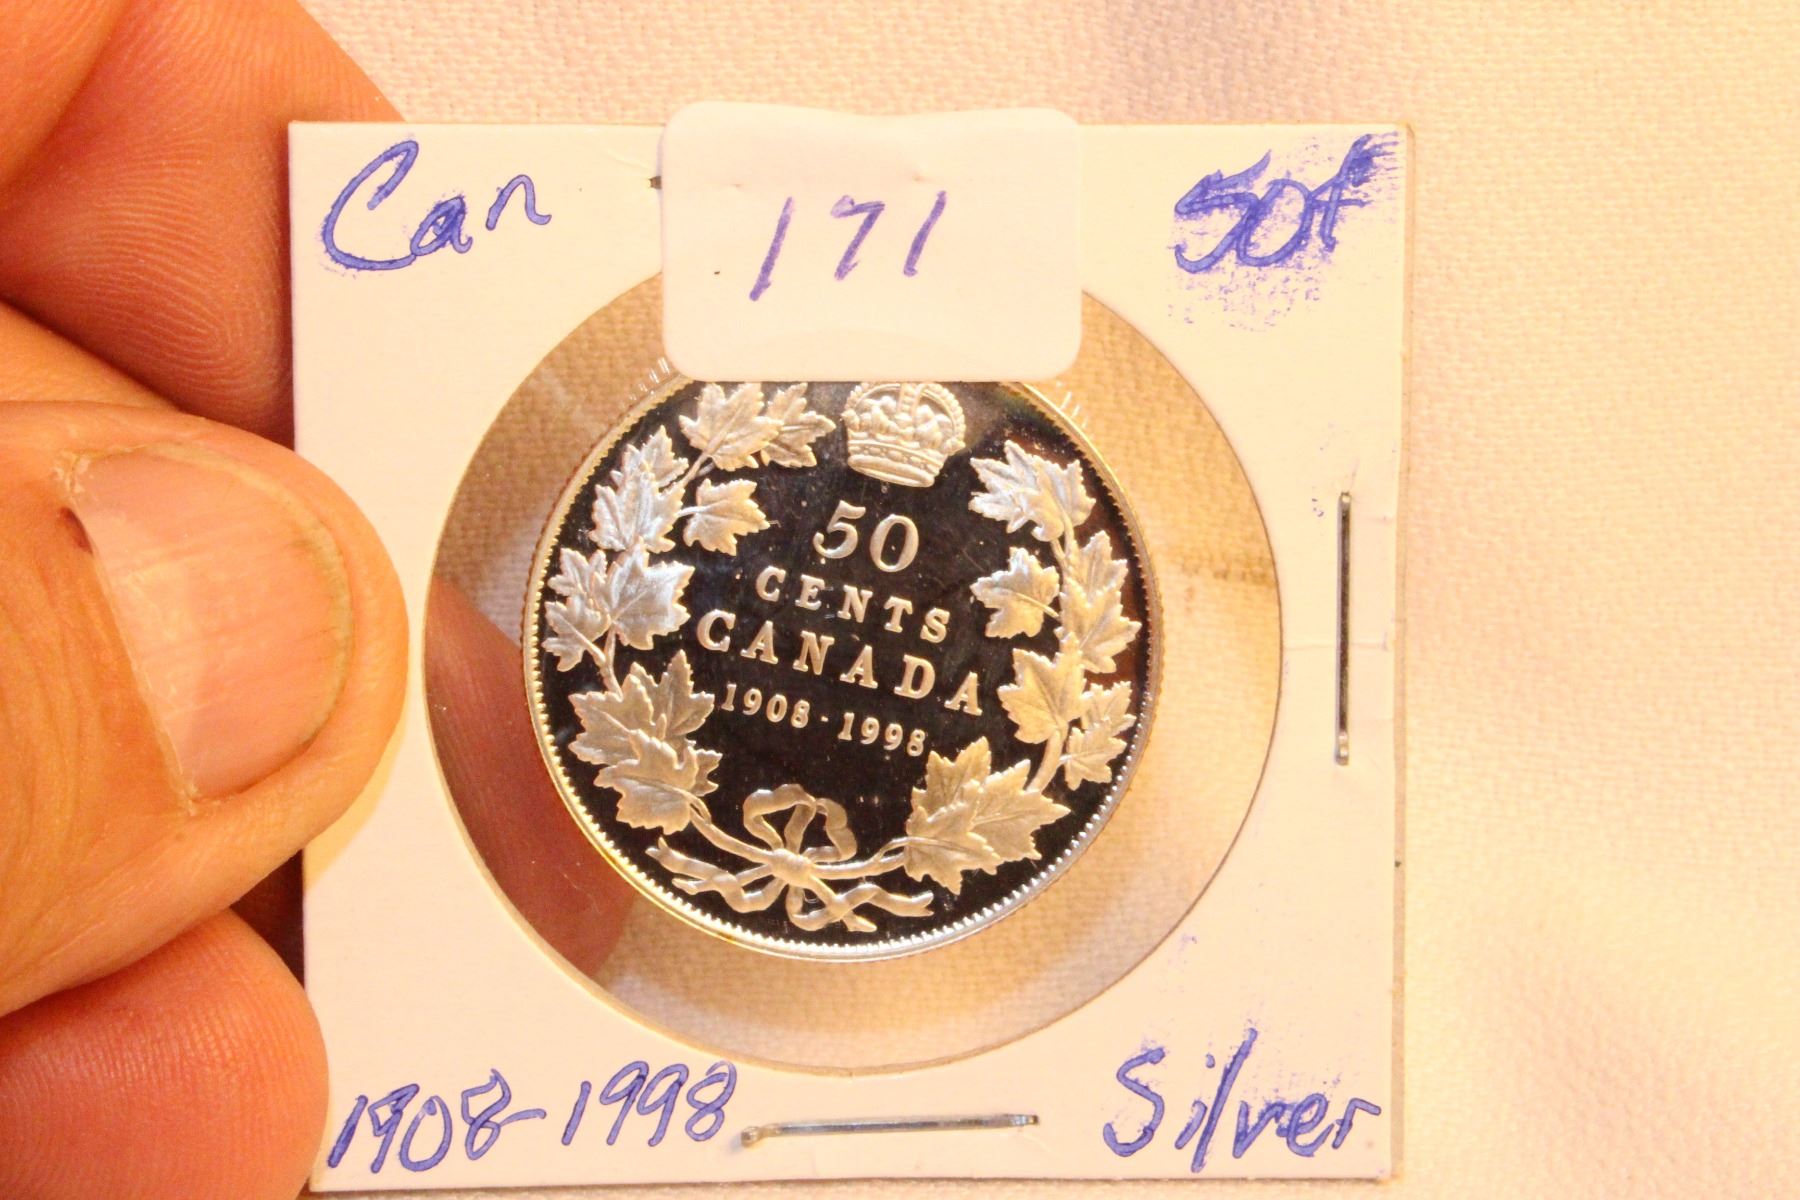 Can
171
50¢
50
CENTS
CANADA
1908·1998
1908-1998
Silver